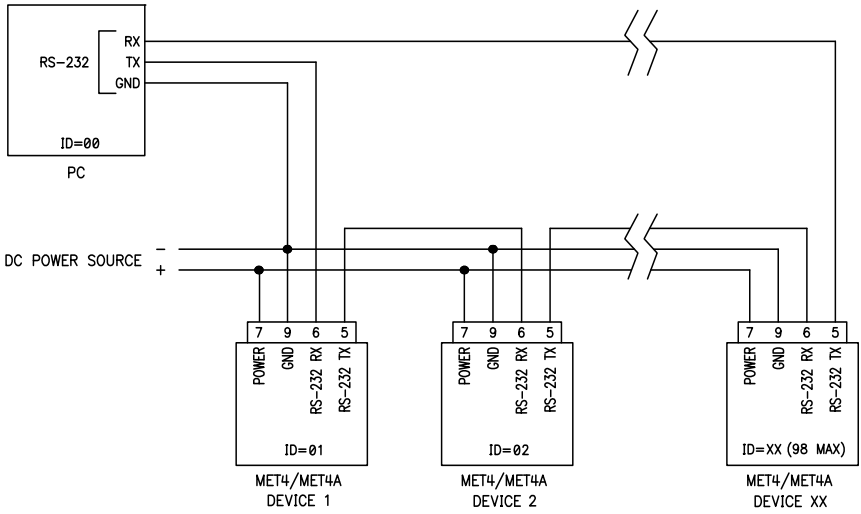 RX
RS-232 TX
GND
ID=00
PC
DC POWER SOURCE
−
+
7 9 6 5
POWER
GND
RS-232 RX
RS-232 TX
ID=01
MET4/MET4A
DEVICE 1
7 9 6 5
POWER
GND
RS-232 RX
RS-232 TX
ID=02
MET4/MET4A
DEVICE 2
7 9 6 5
POWER
GND
RS-232 RX
RS-232 TX
ID=XX (98 MAX)
MET4/MET4A
DEVICE XX